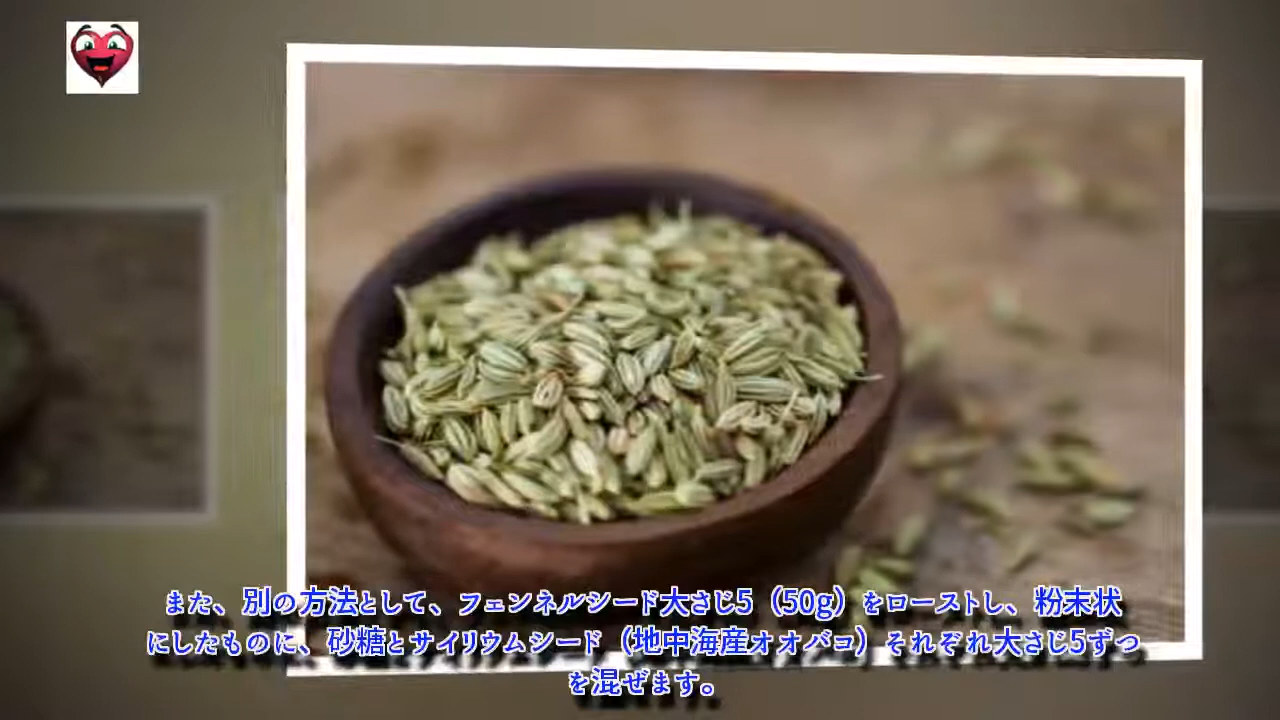 また、別の方法として、フェンネルシード大さじ5（50g）をローストし、粉末状
にしたものに、砂糖とサイリウムシード（地中海産オオバコ）それぞれ大さじ5ずつ
を混ぜます。